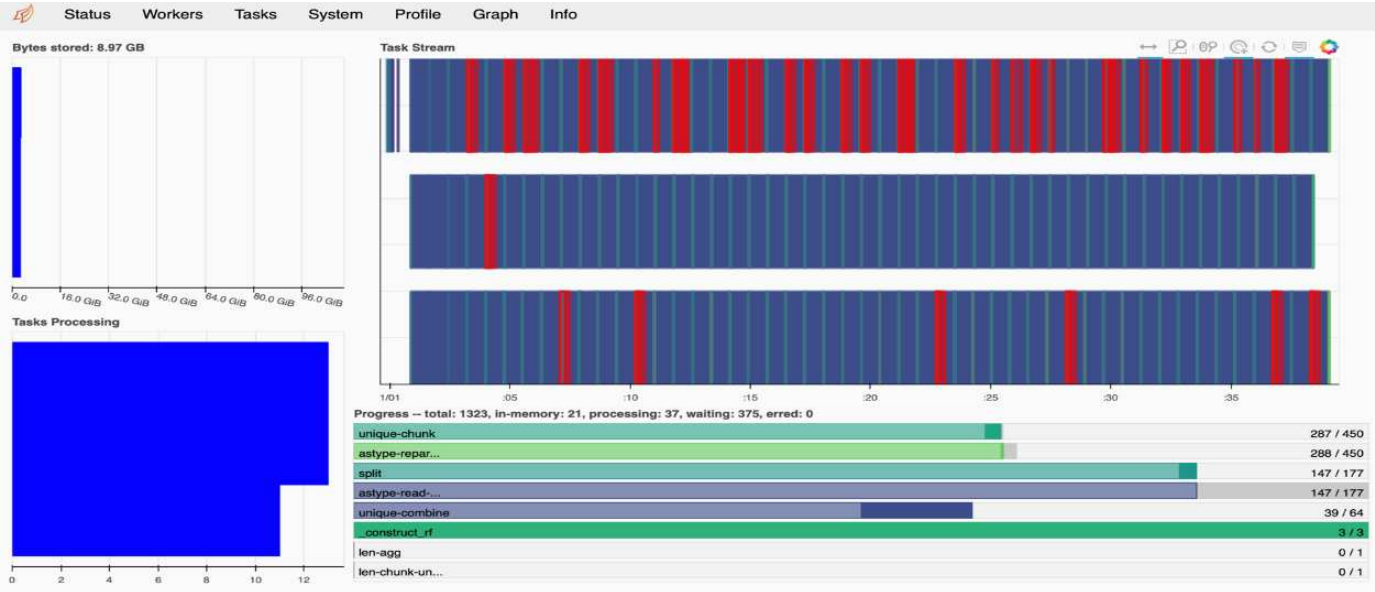 Status Workers Tasks System Profile Graph Info
Bytes stored: 8.97 GB
0.0 16.0 GiB 32.0 GiB 48.0 GiB 64.0 GiB 80.0 GiB 96.0 GiB
Tasks Processing
0 2 4 6 8 10 12
Task Stream
1/01 :05 :10 :15 :20 :25 :30 :35
Progress -- total: 1323, in-memory: 21, processing: 37, waiting: 375, erred: 0
unique-chunk 287 / 450
astype-repar... 288 / 450
split 147 / 177
astype-read-... 147 / 177
unique-combine 39 / 64
_construct_rf 3 / 3
len-agg 0 / 1
len-chunk-un... 0 / 1